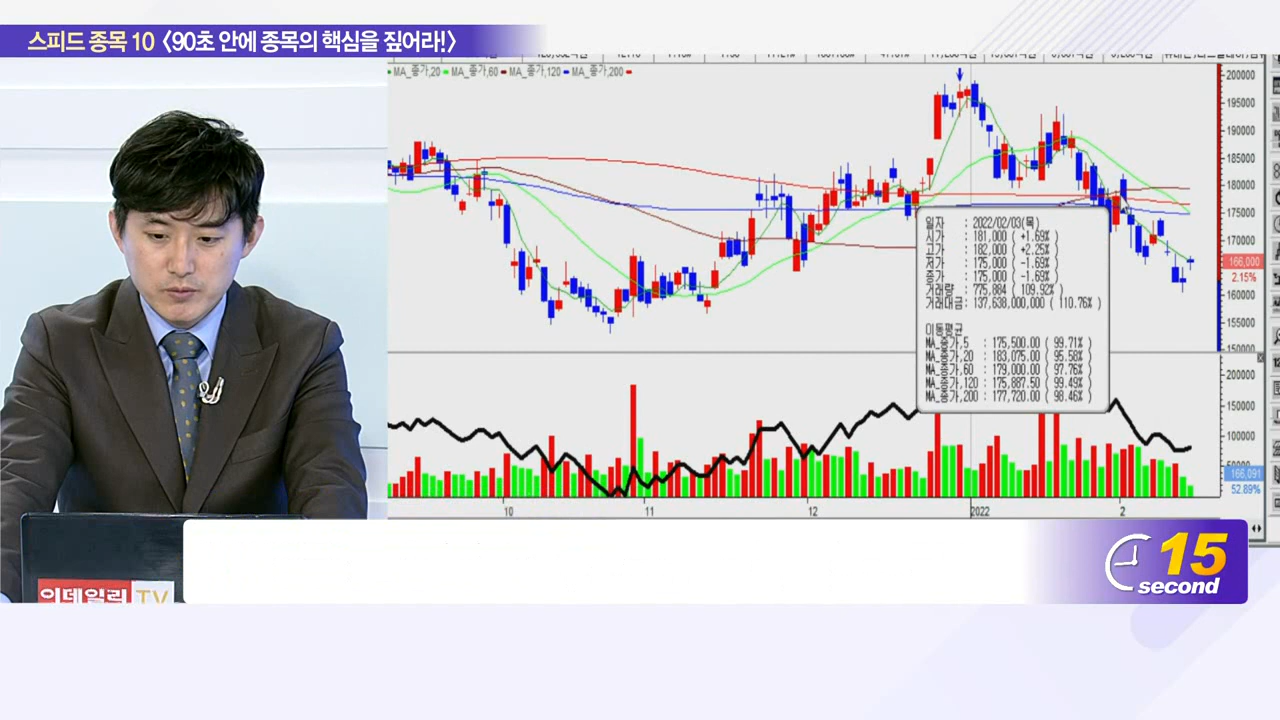 스피드 종목 10 <90초 안에 종목의 핵심을 짚어라!>
MA_종가,20 MA_종가,60 MA_종가,120 MA_종가,200
200000
195000
190000
185000
180000
175000
170000
166,000
2.15%
160000
155000
150000
일자 : 2022/02/03(목)
시가 : 181,000 ( +1.69% )
고가 : 182,000 ( +2.25% )
저가 : 175,000 ( -1.69% )
종가 : 175,000 ( -1.69% )
거래량 : 775,884 ( 109.92% )
거래대금: 137,638,000,000 ( 110.76% )
이동평균
MA_종가,5 : 175,500.00 ( 99.71% )
MA_종가,20 : 183,075.00 ( 95.58% )
MA_종가,60 : 179,000.00 ( 97.76% )
MA_종가,120 : 175,887.50 ( 99.49% )
MA_종가,200 : 177,720.00 ( 98.46% )
200000
150000
100000
166,091
52.89%
10 11 12 2022 2
15
second
이데일리 TV